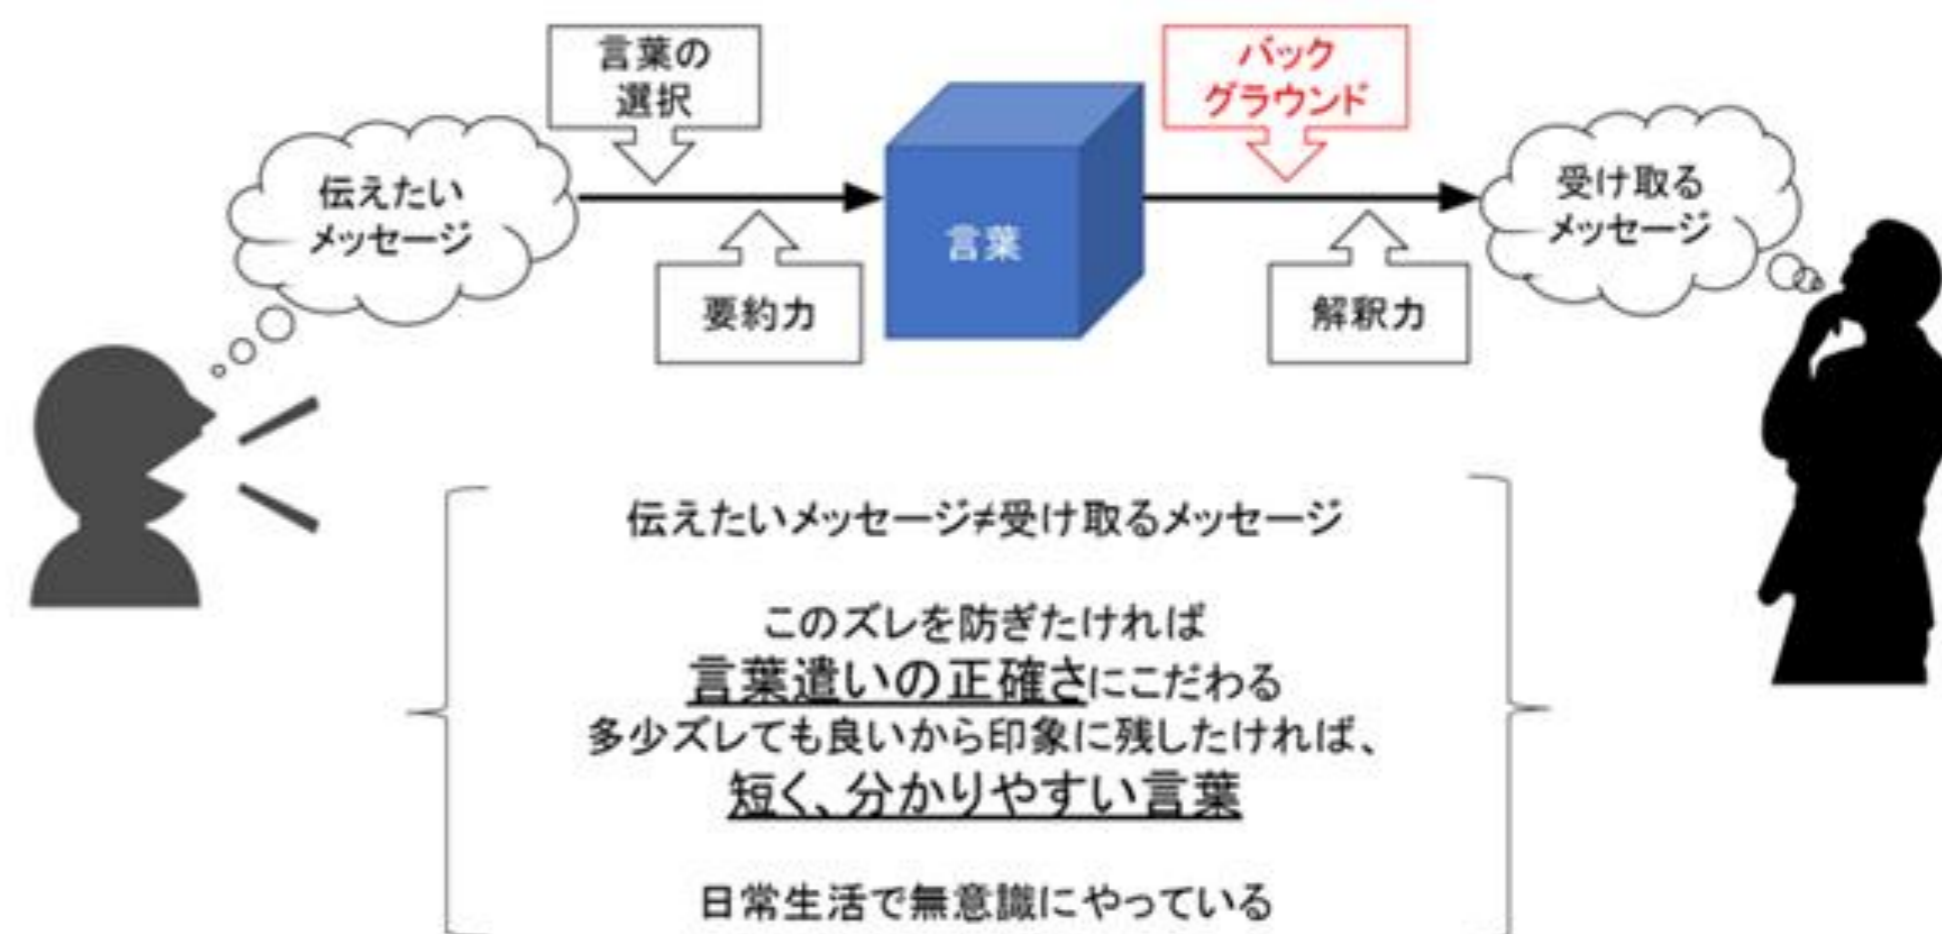 言葉の
選択
バック
グラウンド
伝えたい
メッセージ
言葉
受け取る
メッセージ
要約力
解釈力
伝えたいメッセージ≠受け取るメッセージ
このズレを防ぎたければ
言葉遣いの正確さにこだわる
多少ズレても良いから印象に残したければ、
短く、分かりやすい言葉
日常生活で無意識にやっている